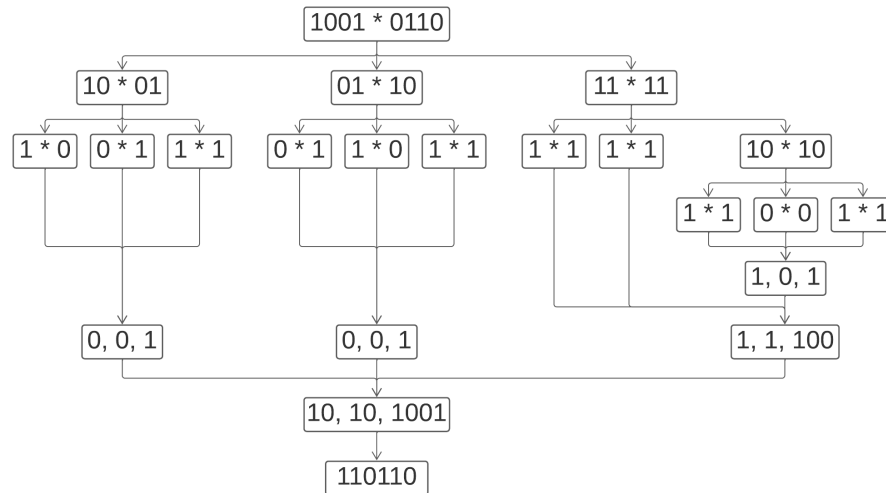 1001 * 0110
10 * 01
01 * 10
11 * 11
1 * 0
0 * 1
1 * 1
0 * 1
1 * 0
1 * 1
1 * 1
1 * 1
10 * 10
1 * 1
0 * 0
1 * 1
1, 0, 1
0, 0, 1
0, 0, 1
1, 1, 100
10, 10, 1001
110110